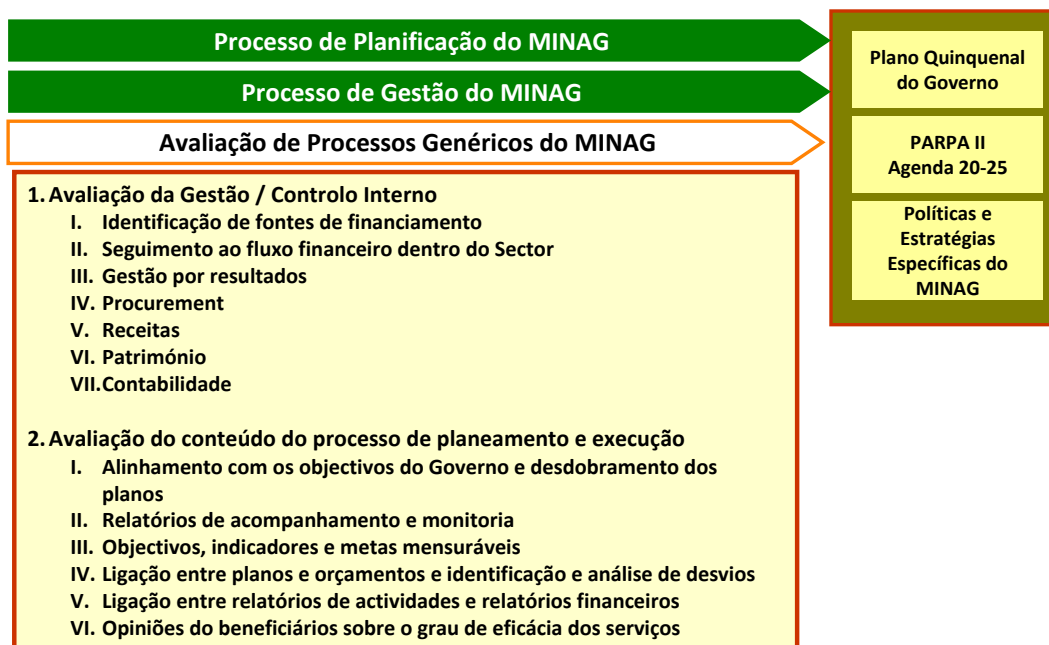 Processo de Planificação do MINAG
Processo de Gestão do MINAG
Avaliação de Processos Genéricos do MINAG
1. Avaliação da Gestão / Controlo Interno
I. Identificação de fontes de financiamento
II. Seguimento ao fluxo financeiro dentro do Sector
III. Gestão por resultados
IV. Procurement
V. Receitas
VI. Património
VII.Contabilidade
2. Avaliação do conteúdo do processo de planeamento e execução
I. Alinhamento com os objectivos do Governo e desdobramento dos
planos
II. Relatórios de acompanhamento e monitoria
III. Objectivos, indicadores e metas mensuráveis
IV. Ligação entre planos e orçamentos e identificação e análise de desvios
V. Ligação entre relatórios de actividades e relatórios financeiros
VI. Opiniões do beneficiários sobre o grau de eficácia dos serviços
Plano Quinquenal
do Governo
PARPA II
Agenda 20-25
Políticas e
Estratégias
Específicas do
MINAG